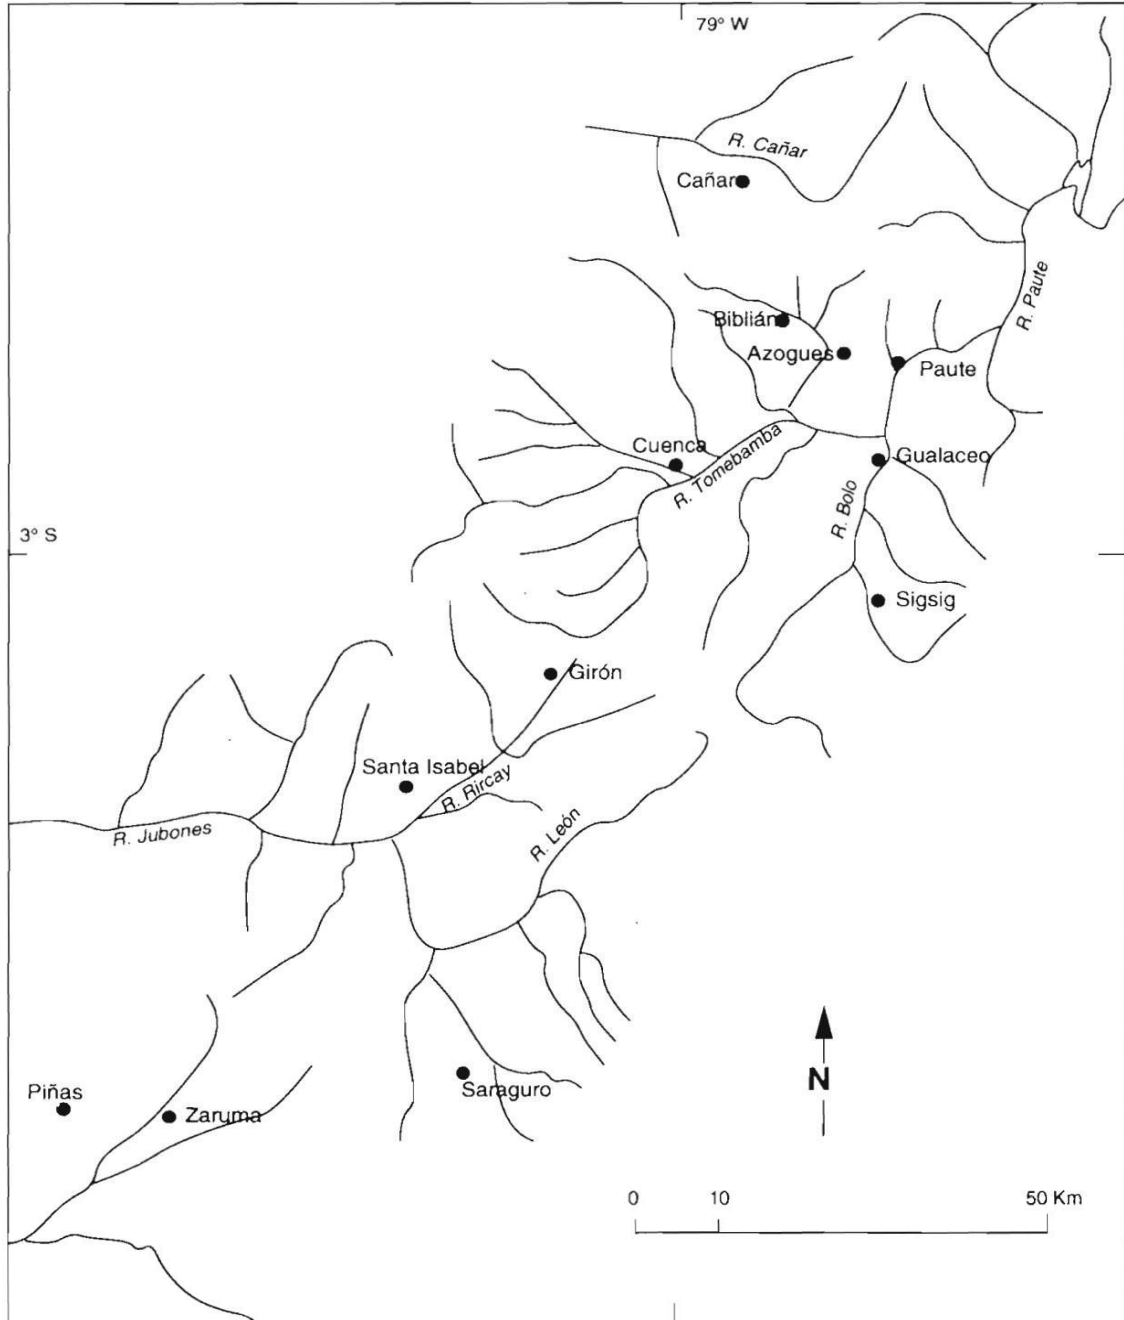 79° W
R. Cañar
Cañar
R. Paute
Biblián
Azogues
Paute
Cuenca
R. Tomebamba
Gualaceo
R. Bolo
3° S
Sigsig
Girón
Santa Isabel
R. Rircay
R. León
R. Jubones
Piñas
Zaruma
Saraguro
N
0 10 50 Km